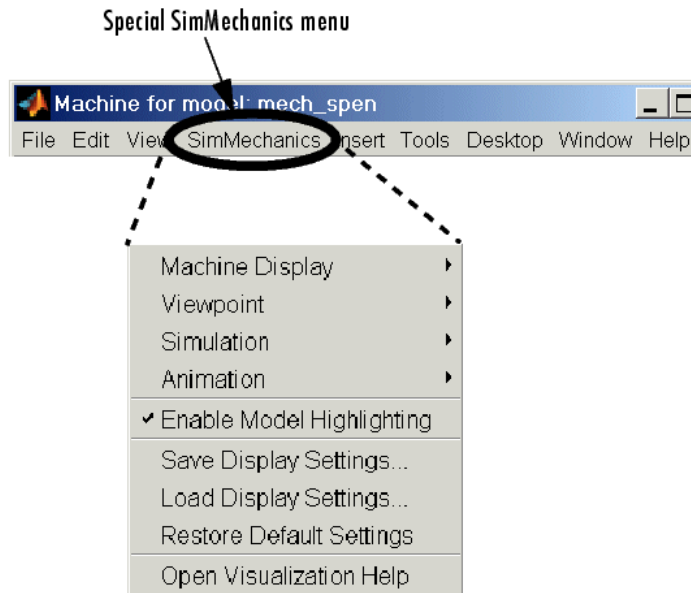 Special SimMechanics menu
Machine for model: mech_spen
File Edit View SimMechanics Insert Tools Desktop Window Help
Machine Display
Viewpoint
Simulation
Animation
Enable Model Highlighting
Save Display Settings...
Load Display Settings...
Restore Default Settings
Open Visualization Help